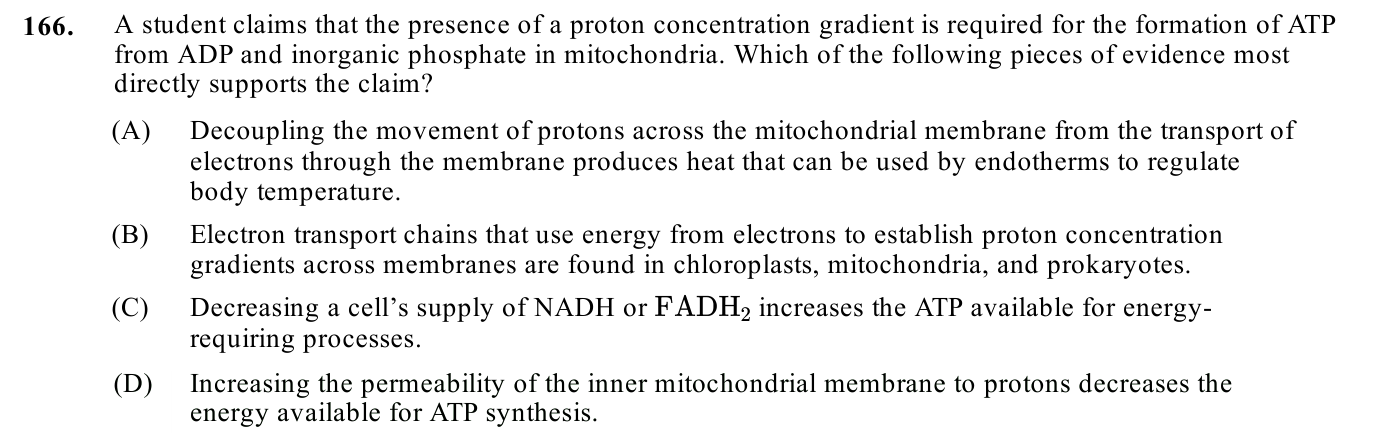 166. A student claims that the presence of a proton concentration gradient is required for the formation of ATP
from ADP and inorganic phosphate in mitochondria. Which of the following pieces of evidence most
directly supports the claim?
(A) Decoupling the movement of protons across the mitochondrial membrane from the transport of
electrons through the membrane produces heat that can be used by endotherms to regulate
body temperature.
(B) Electron transport chains that use energy from electrons to establish proton concentration
gradients across membranes are found in chloroplasts, mitochondria, and prokaryotes.
(C) Decreasing a cell's supply of NADH or FADH₂ increases the ATP available for energy-
requiring processes.
(D) Increasing the permeability of the inner mitochondrial membrane to protons decreases the
energy available for ATP synthesis.